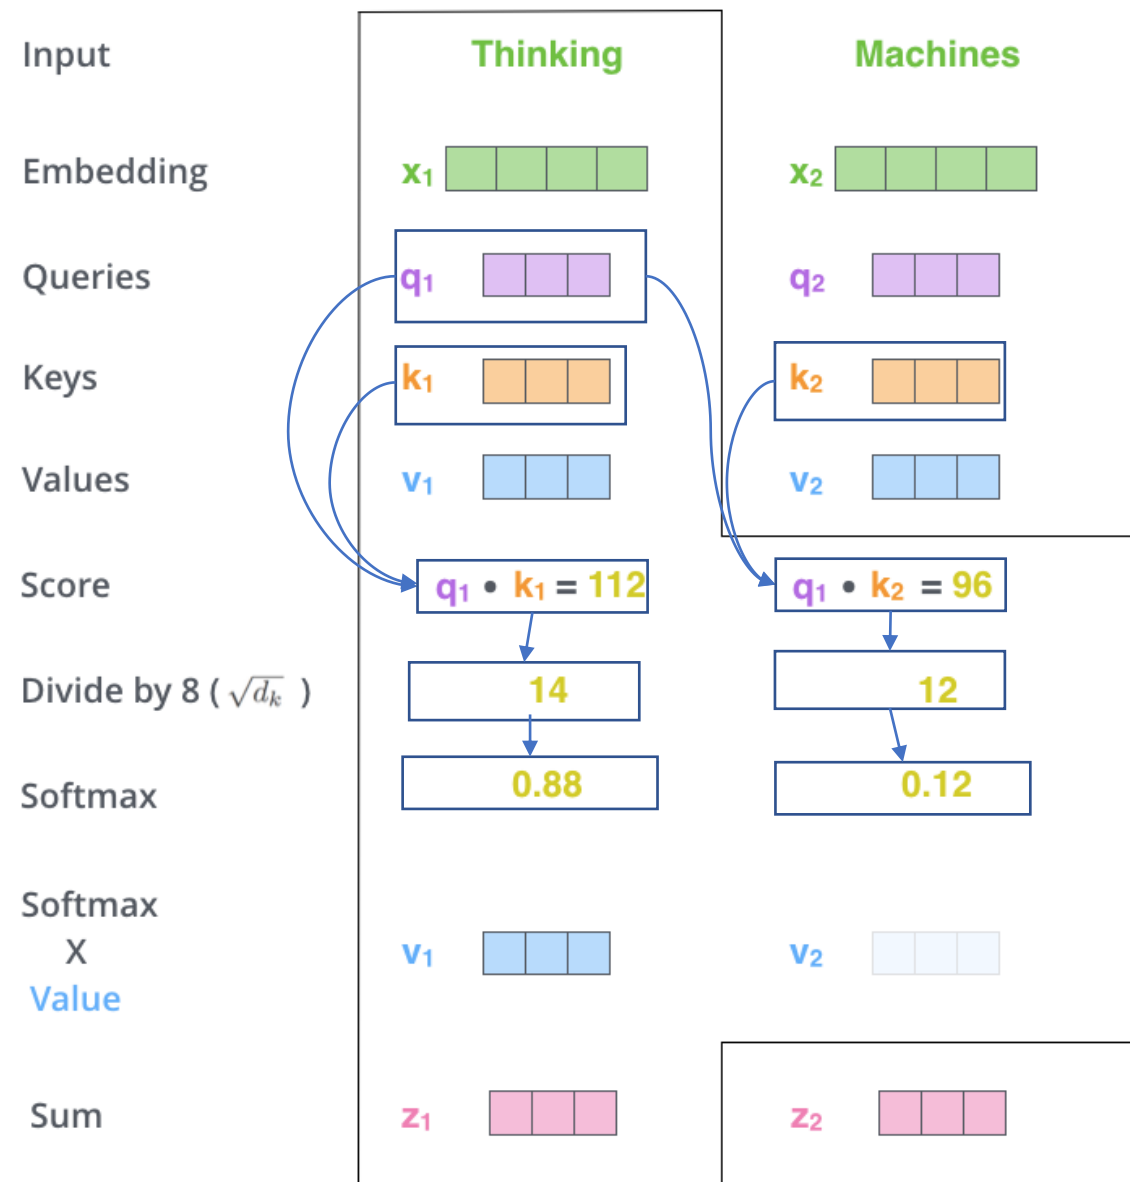 Input Thinking Machines
Embedding x₁ x₂
Queries q₁ q₂
Keys k₁ k₂
Values v₁ v₂
Score q₁ • k₁ = 112 q₁ • k₂ = 96
Divide by 8 ( √dₖ ) 14 12
Softmax 0.88 0.12
Softmax
X v₁ v₂
Value
Sum z₁ z₂